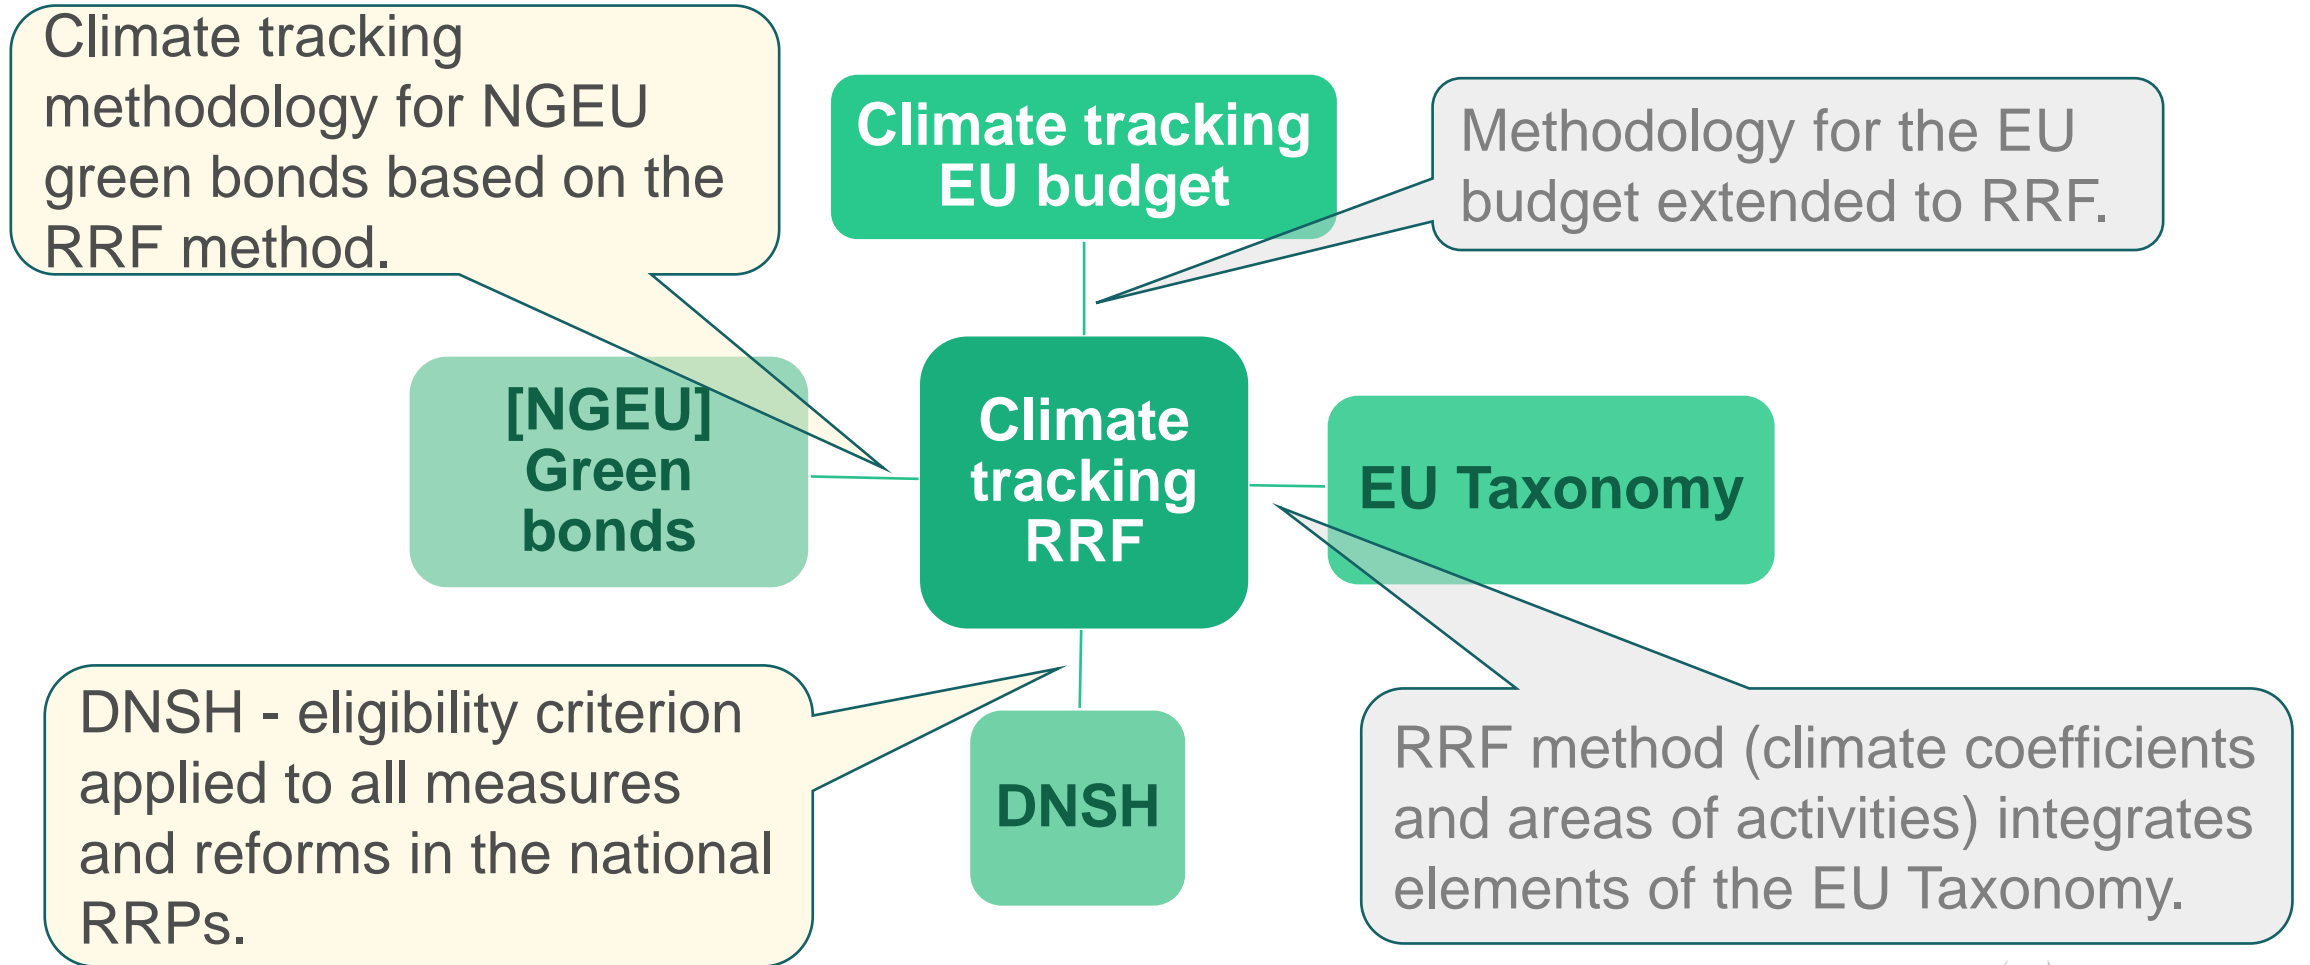 Climate tracking
methodology for NGEU
green bonds based on the
RRF method.
Climate tracking
EU budget
Methodology for the EU
budget extended to RRF.
[NGEU]
Green
bonds
Climate
tracking
RRF
EU Taxonomy
DNSH - eligibility criterion
applied to all measures
and reforms in the national
RRPs.
DNSH
RRF method (climate coefficients
and areas of activities) integrates
elements of the EU Taxonomy.